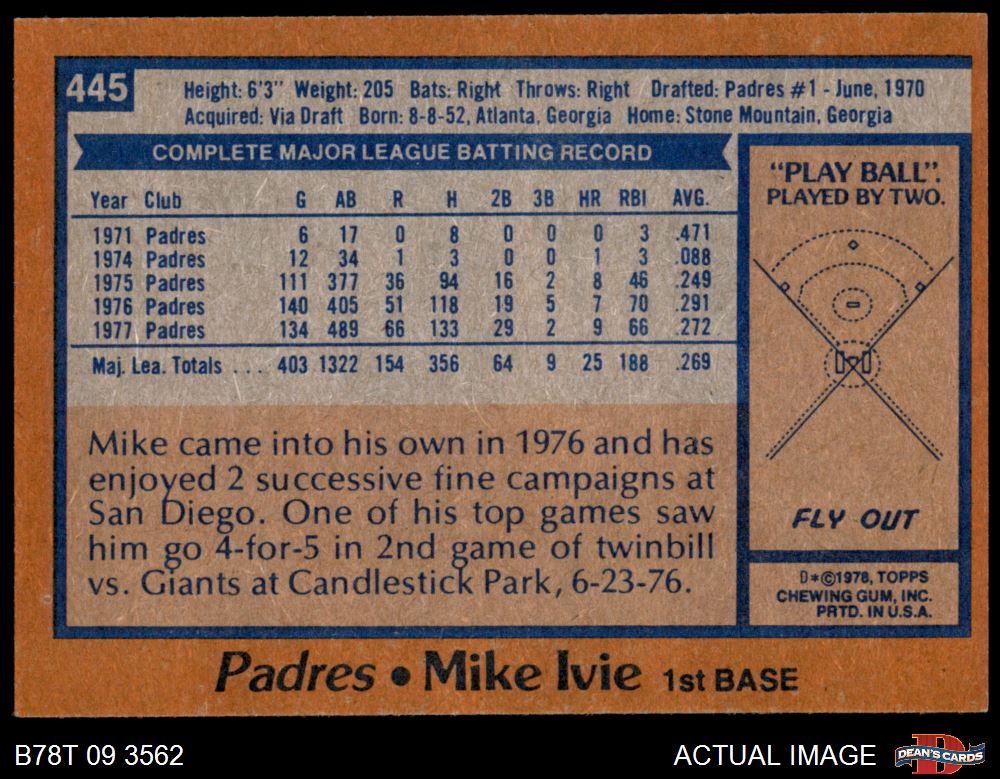 445
Height: 6'3" Weight: 205 Bats: Right Throws: Right Drafted: Padres #1 - June, 1970
Acquired: Via Draft Born: 8-8-52, Atlanta, Georgia Home: Stone Mountain, Georgia
COMPLETE MAJOR LEAGUE BATTING RECORD
Year Club G AB R H 2B 3B HR RBI AVG.
1971 Padres 6 17 0 8 0 0 0 3 .471
1974 Padres 12 34 1 3 0 0 1 3 .088
1975 Padres 111 377 36 94 16 2 8 46 .249
1976 Padres 140 405 51 118 19 5 7 70 .291
1977 Padres 134 489 66 133 29 2 9 66 .272
Maj. Lea. Totals . . . 403 1322 154 356 64 9 25 188 .269
Mike came into his own in 1976 and has
enjoyed 2 successive fine campaigns at
San Diego. One of his top games saw
him go 4-for-5 in 2nd game of twinbill
vs. Giants at Candlestick Park, 6-23-76.
"PLAY BALL".
PLAYED BY TWO.
FLY OUT
D*©1978, TOPPS
CHEWING GUM, INC.
PRTD. IN U.S.A.
Padres • Mike Ivie 1st BASE
B78T 09 3562
ACTUAL IMAGE
D
DEAN'S CARDS